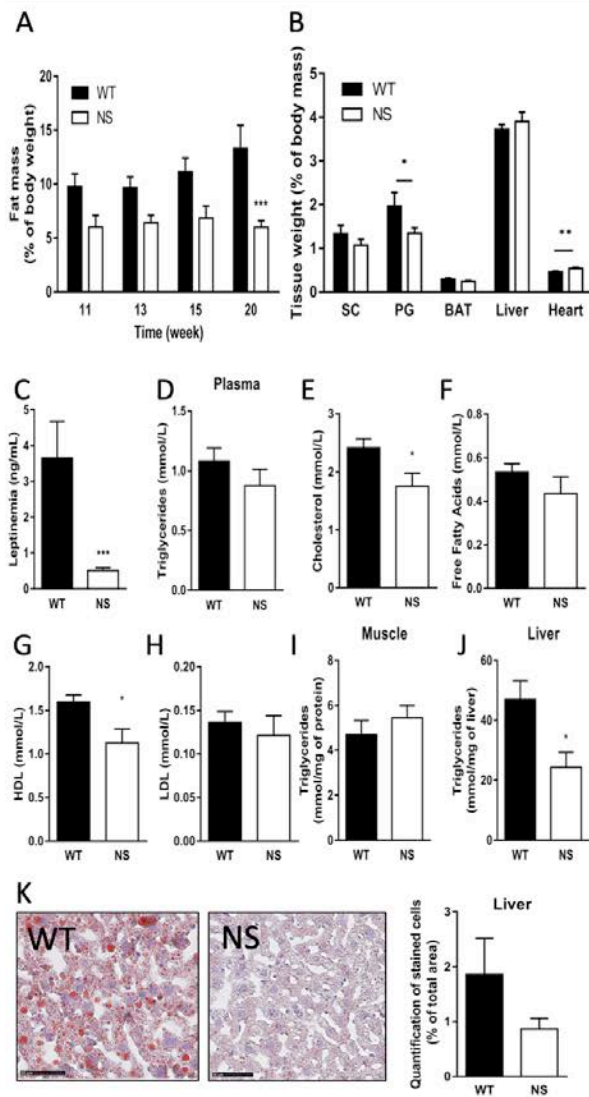 A
Fat mass
(% of body weight)
20
15
10
5
0
WT
NS
***
11 13 15 20
Time (week)
B
Tissue weight (% of body mass)
5
4
3
2
1
0
WT
NS
*
**
SC PG BAT Liver Heart
C
Leptinemia (ng/mL)
5
4
3
2
1
0
***
WT NS
D
Plasma
Triglycerides (mmol/L)
1.5
1.0
0.5
0.0
WT NS
E
Cholesterol (mmol/L)
3
2
1
0
*
WT NS
F
Free Fatty Acids (mmol/L)
0.8
0.6
0.4
0.2
0.0
WT NS
G
HDL (mmol/L)
2.0
1.5
1.0
0.5
0.0
*
WT NS
H
LDL (mmol/L)
0.20
0.15
0.10
0.05
0.00
WT NS
I
Muscle
Triglycerides
(mmol/mg of protein)
8
6
4
2
0
WT NS
J
Liver
Triglycerides
(mmol/mg of liver)
60
40
20
0
*
WT NS
K
WT
NS
Liver
Quantification of stained cells
(% of total area)
3
2
1
0
WT NS